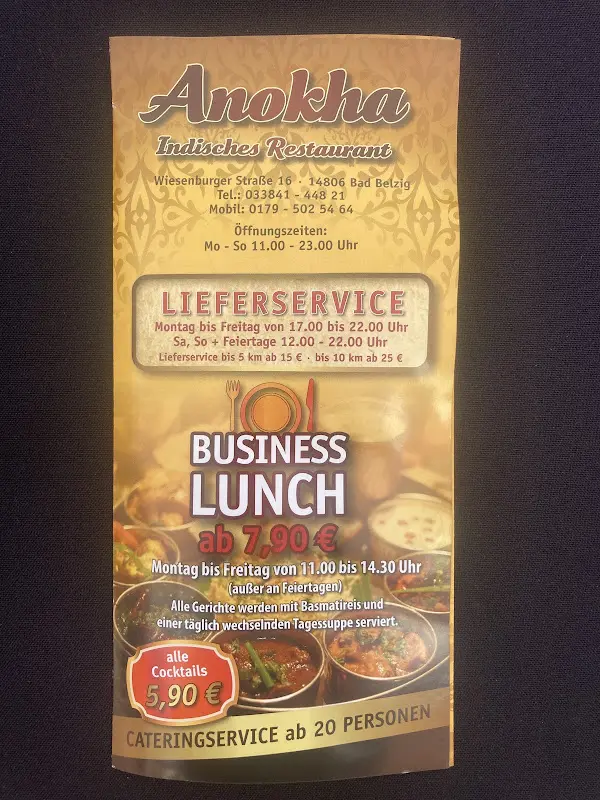 Anokha
Indisches Restaurant
Wiesenburger Straße 16 · 14806 Bad Belzig
Tel.: 033841 - 448 21
Mobil: 0179 - 502 54 64
Öffnungszeiten:
Mo - So 11.00 - 23.00 Uhr
LIEFERSERVICE
Montag bis Freitag von 17.00 bis 22.00 Uhr
Sa, So + Feiertage 12.00 - 22.00 Uhr
Lieferservice bis 5 km ab 15 € · bis 10 km ab 25 €
BUSINESS
LUNCH
ab 7,90 €
Montag bis Freitag von 11.00 bis 14.30 Uhr
(außer an Feiertagen)
Alle Gerichte werden mit Basmatireis und
einer täglich wechselnden Tagessuppe serviert.
alle
Cocktails
5,90 €
CATERINGSERVICE ab 20 PERSONEN